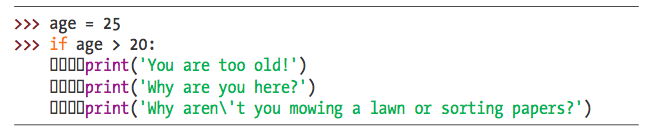 >>> age = 25
>>> if age > 20:
▯▯▯▯print('You are too old!')
▯▯▯▯print('Why are you here?')
▯▯▯▯print('Why aren\'t you mowing a lawn or sorting papers?')